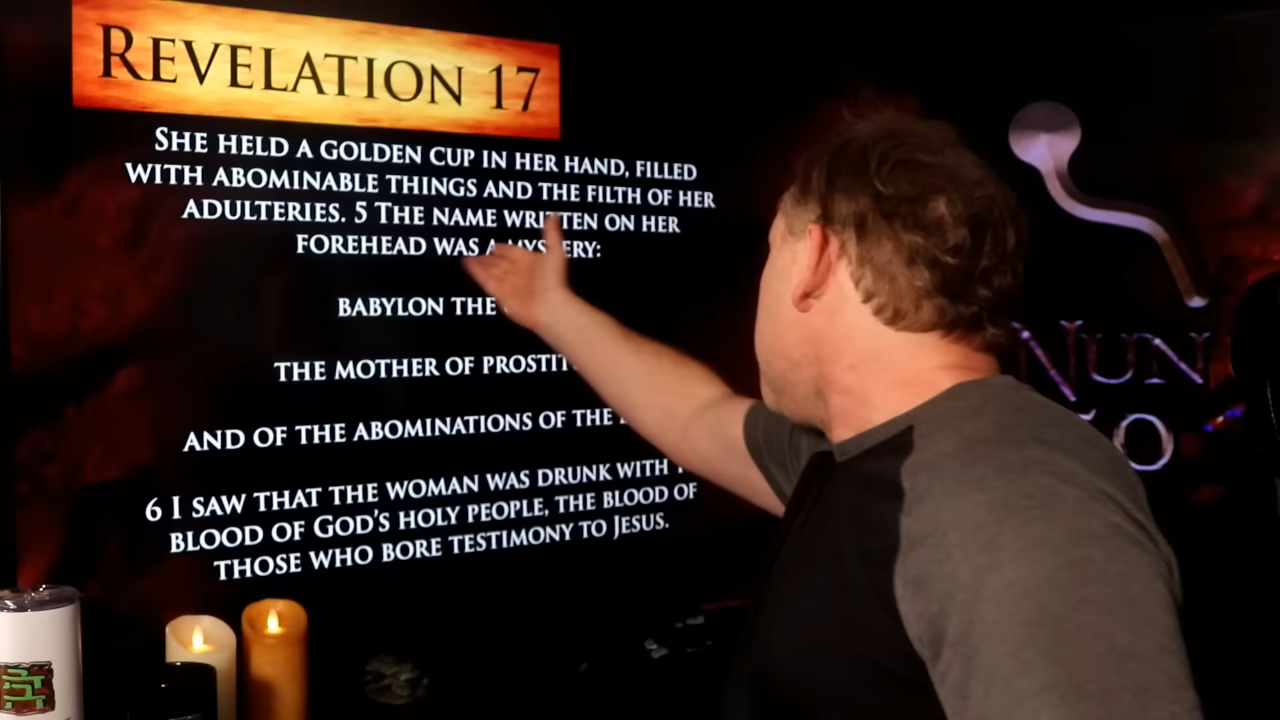 REVELATION 17
SHE HELD A GOLDEN CUP IN HER HAND, FILLED
WITH ABOMINABLE THINGS AND THE FILTH OF HER
ADULTERIES. 5 THE NAME WRITTEN ON HER
FOREHEAD WAS A MYSTERY:
BABYLON THE
THE MOTHER OF
AND OF THE ABOMINATIONS OF THE
6 I SAW THAT THE WOMAN WAS DRUNK WITH
BLOOD OF GOD'S HOLY PEOPLE, THE BLOOD OF
THOSE WHO BORE TESTIMONY TO JESUS.
NUN